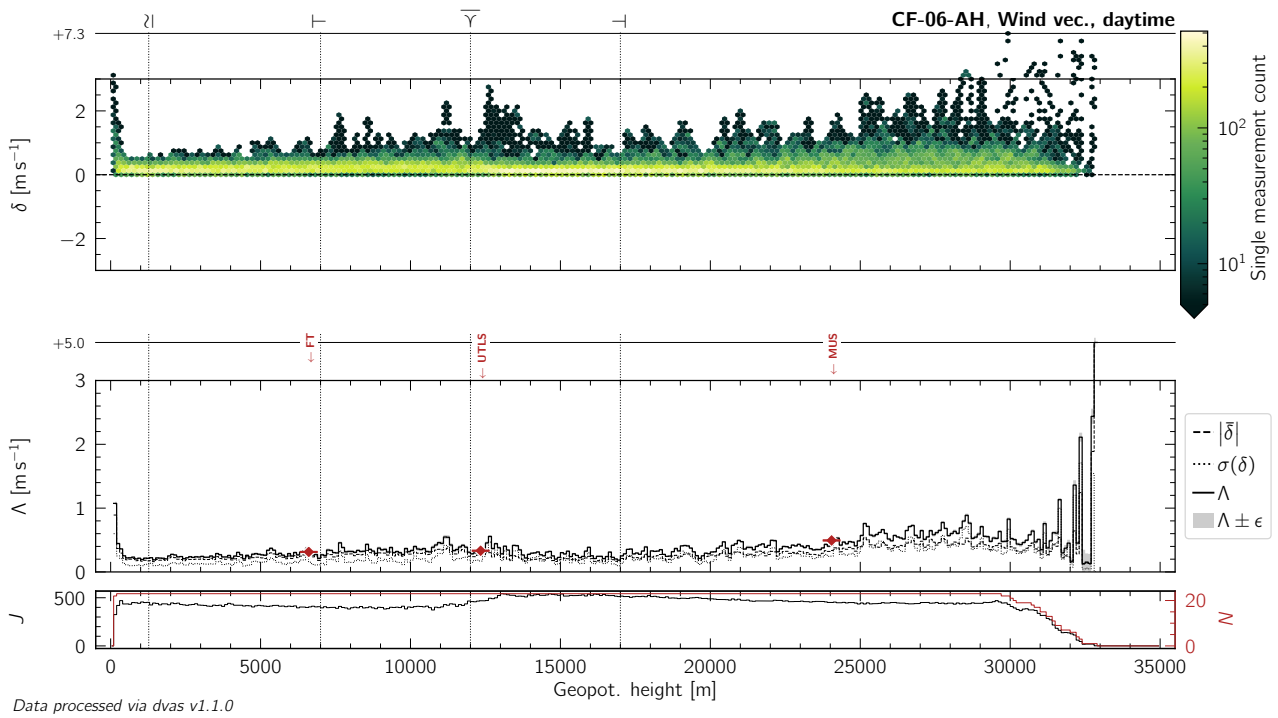 CF-06-AH, Wind vec., daytime
+7.3
2
0
−2
δ [m s⁻¹]
10²
10¹
Single measurement count
+5.0
FT
UTLS
MUS
3
2
1
0
Λ [m s⁻¹]
|δ̄|
σ(δ)
Λ
Λ ± ϵ
500
0
J
20
0
N
0 5000 10000 15000 20000 25000 30000 35000
Geopot. height [m]
Data processed via dvas v1.1.0